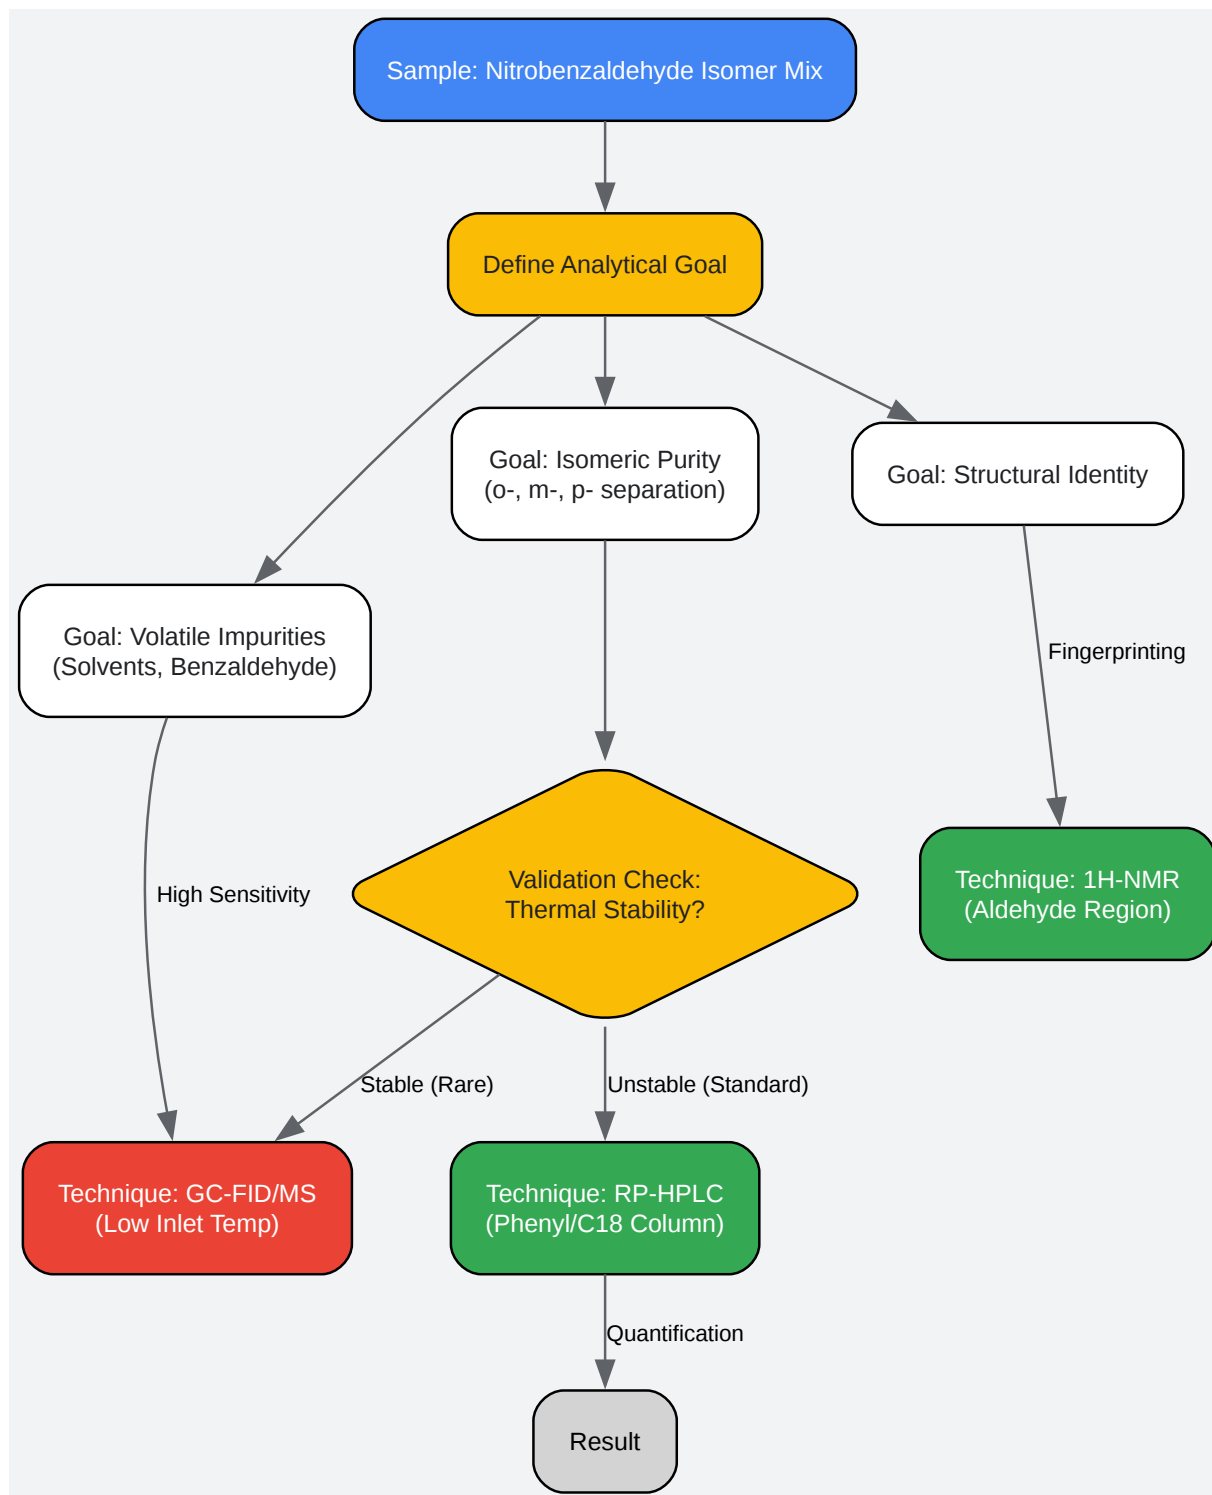 Sample: Nitrobenzaldehyde Isomer Mix
Define Analytical Goal
Goal: Isomeric Purity
(o-, m-, p- separation)
Goal: Structural Identity
Goal: Volatile Impurities
(Solvents, Benzaldehyde)
Fingerprinting
High Sensitivity
Validation Check:
Thermal Stability?
Technique: 1H-NMR
(Aldehyde Region)
Stable (Rare)
Unstable (Standard)
Technique: GC-FID/MS
(Low Inlet Temp)
Technique: RP-HPLC
(Phenyl/C18 Column)
Quantification
Result